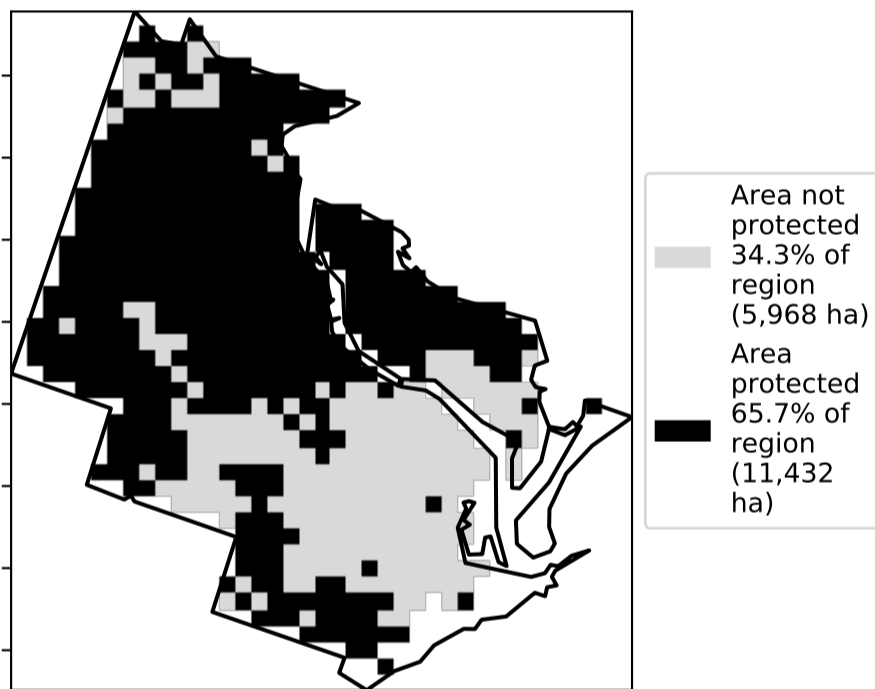 Area not
protected
34.3% of
region
(5,968 ha)
Area
protected
65.7% of
region
(11,432
ha)